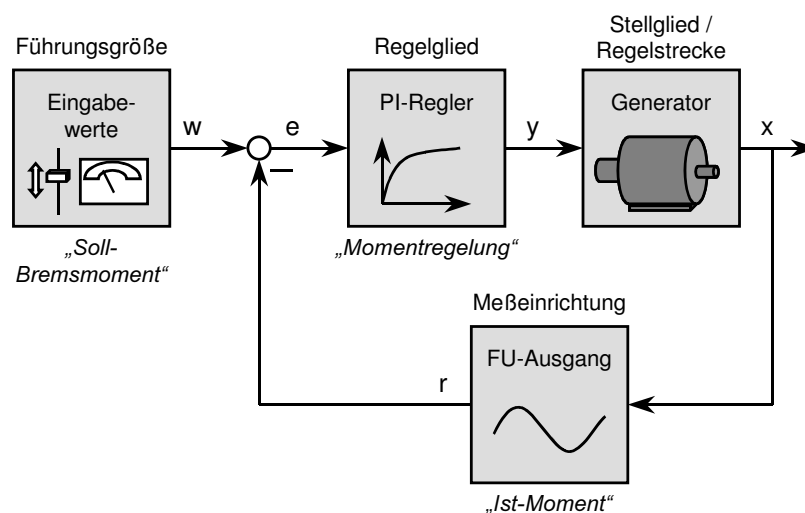 Führungsgröße
Eingabe-
werte
„Soll-
Bremsmoment“
w
e
Regelglied
PI-Regler
„Momentregelung“
y
Stellglied /
Regelstrecke
Generator
x
Meßeinrichtung
FU-Ausgang
„Ist-Moment“
r